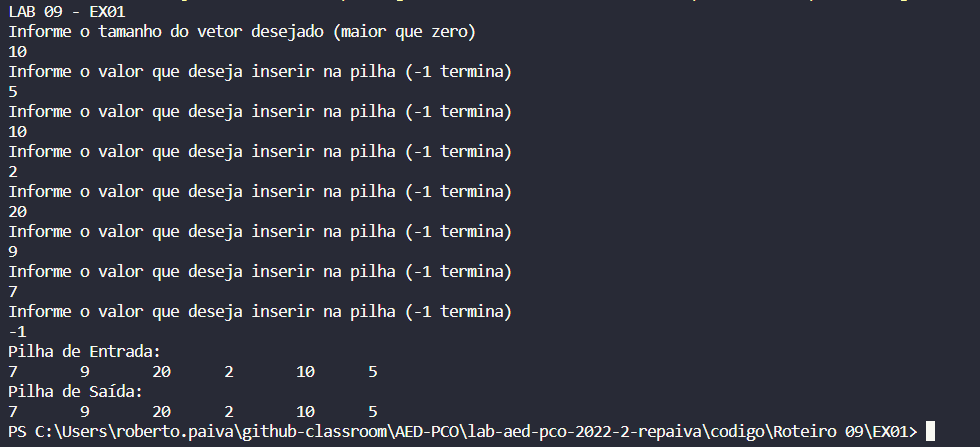 LAB 09 - EX01
Informe o tamanho do vetor desejado (maior que zero)
10
Informe o valor que deseja inserir na pilha (-1 termina)
5
Informe o valor que deseja inserir na pilha (-1 termina)
10
Informe o valor que deseja inserir na pilha (-1 termina)
2
Informe o valor que deseja inserir na pilha (-1 termina)
20
Informe o valor que deseja inserir na pilha (-1 termina)
9
Informe o valor que deseja inserir na pilha (-1 termina)
7
Informe o valor que deseja inserir na pilha (-1 termina)
-1
Pilha de Entrada:
7 9 20 2 10 5
Pilha de Saída:
7 9 20 2 10 5
PS C:\Users\roberto.paiva\github-classroom\AED-PCO\lab-aed-pco-2022-2-repaiva\codigo\Roteiro 09\EX01>